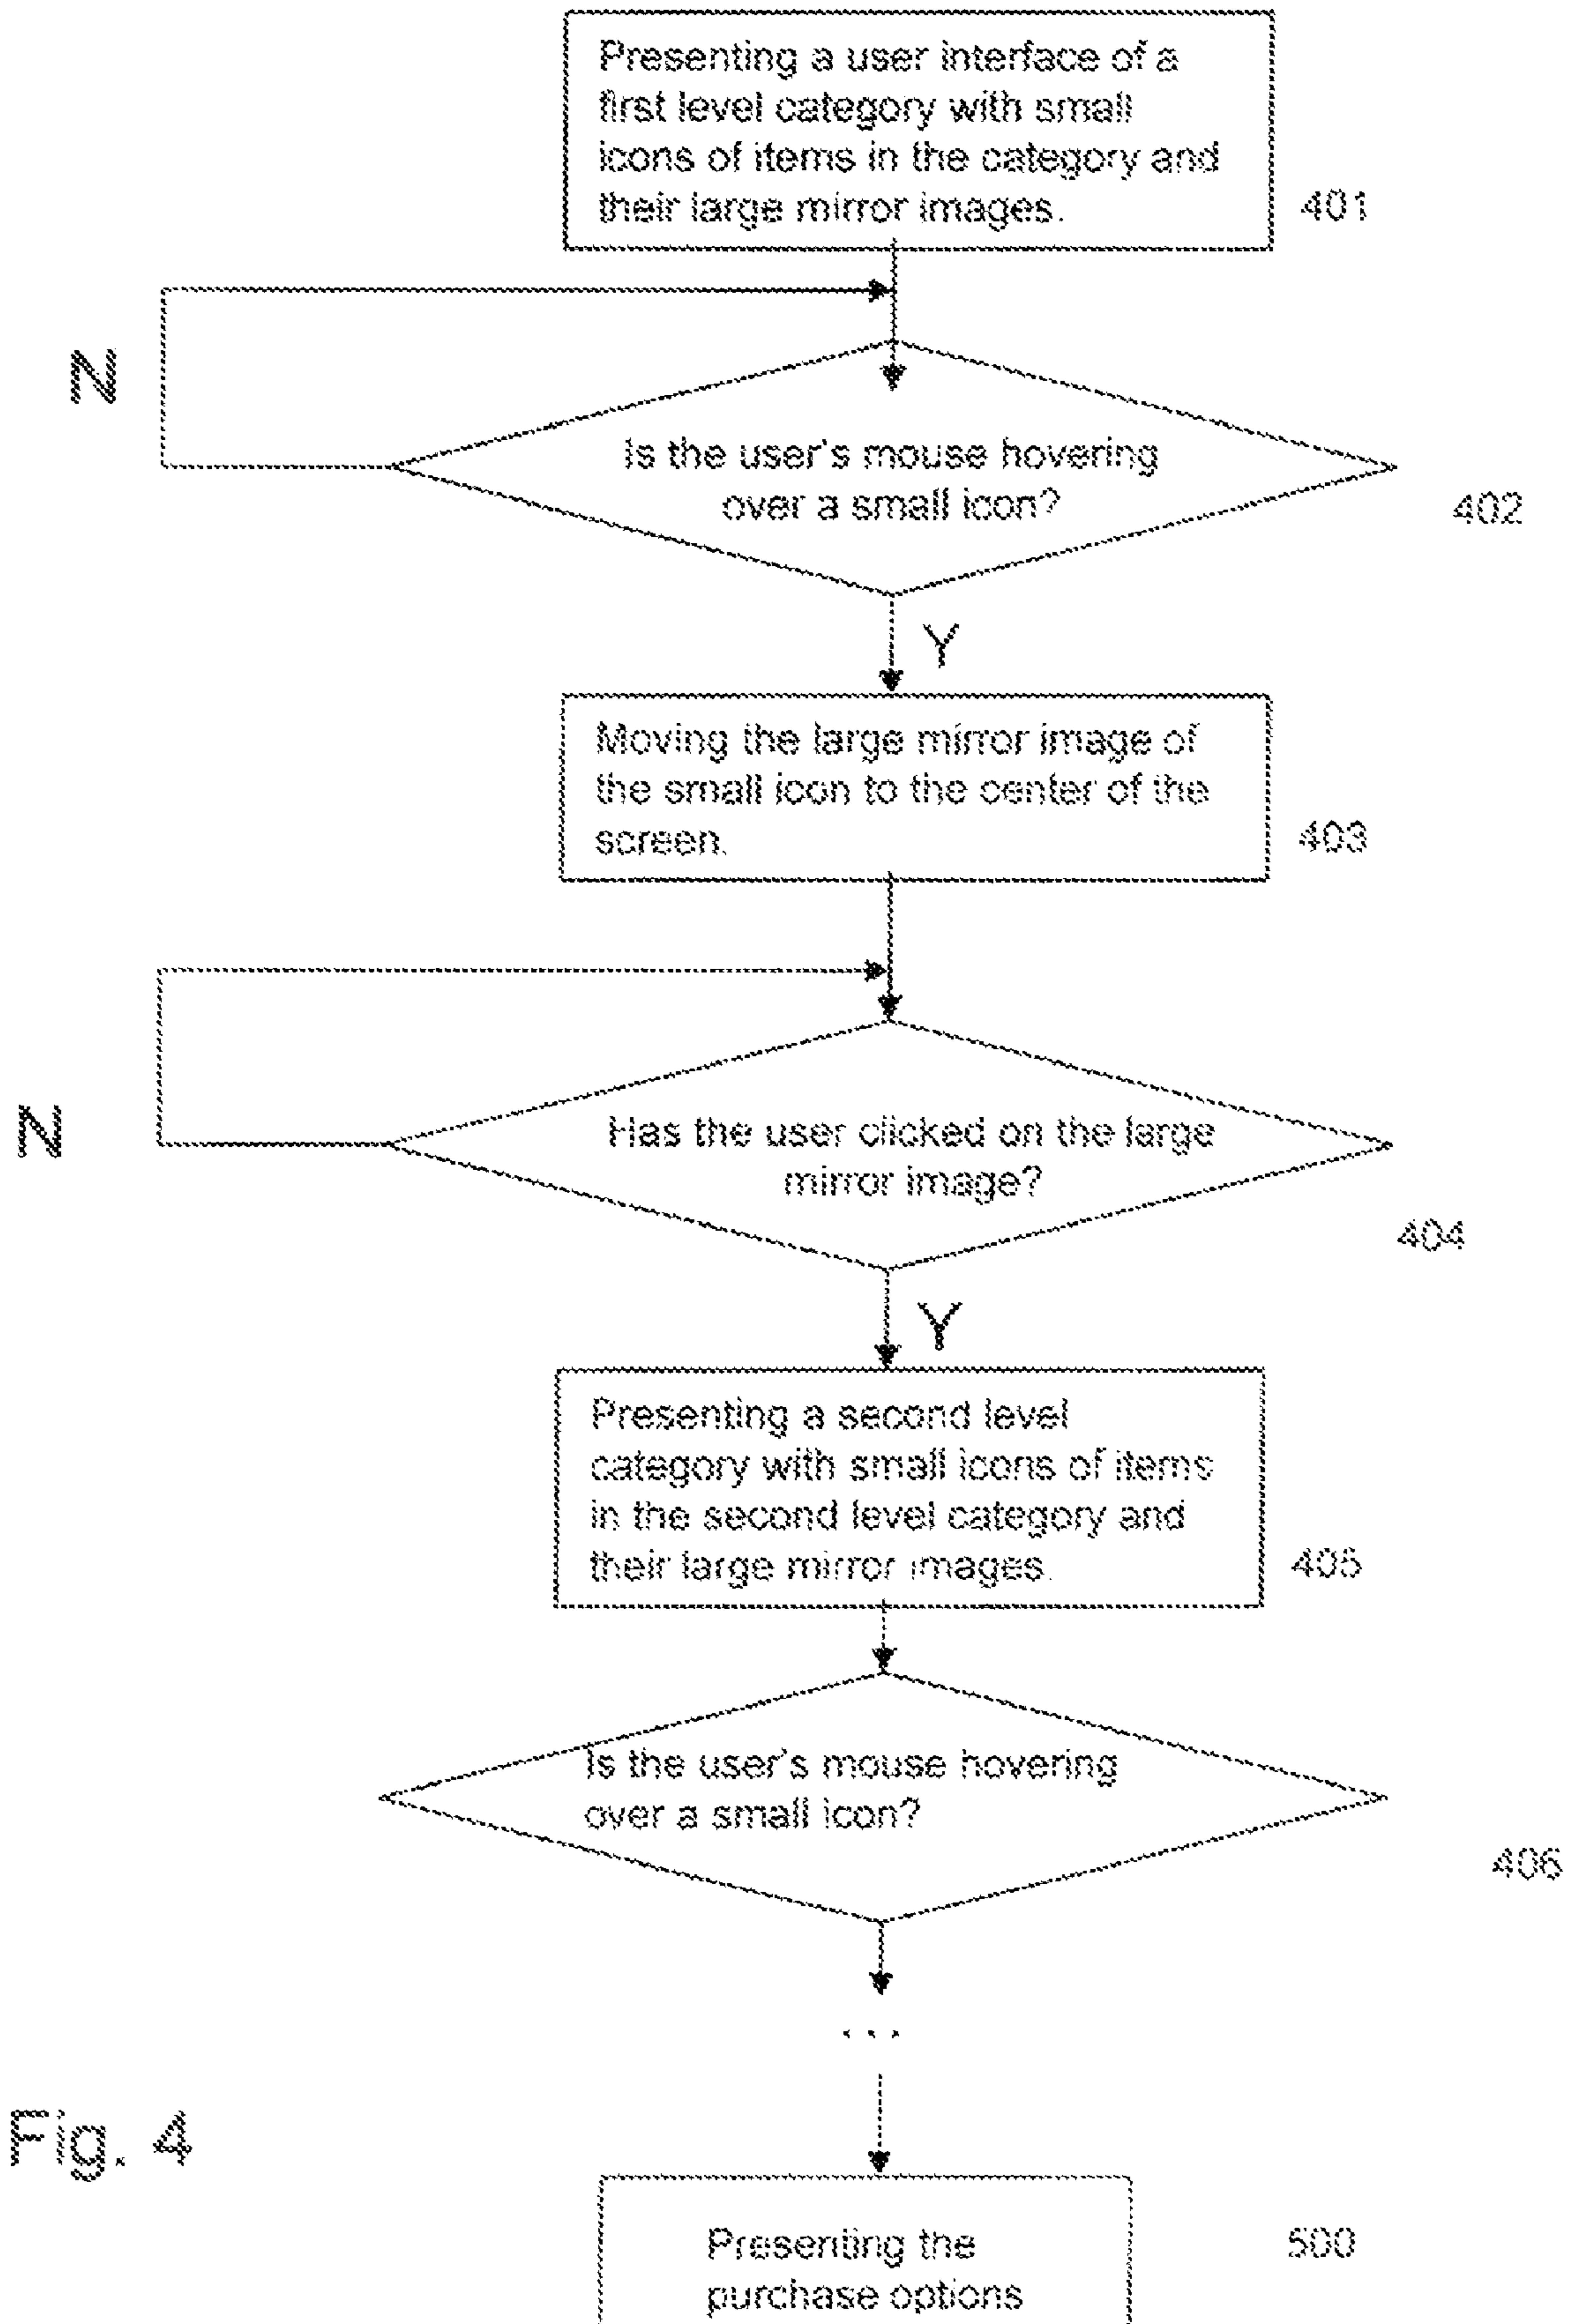 Presenting a user interface of a
first level category with small
icons of items in the category and
their large mirror images.
401
N
Is the user's mouse hovering
over a small icon?
402
Y
Moving the large mirror image of
the small icon to the center of the
screen.
403
N
Has the user clicked on the large
mirror image?
404
Y
Presenting a second level
category with small icons of items
in the second level category and
their large mirror images.
405
Is the user's mouse hovering
over a small icon?
406
...
Fig. 4
Presenting the
purchase options
500